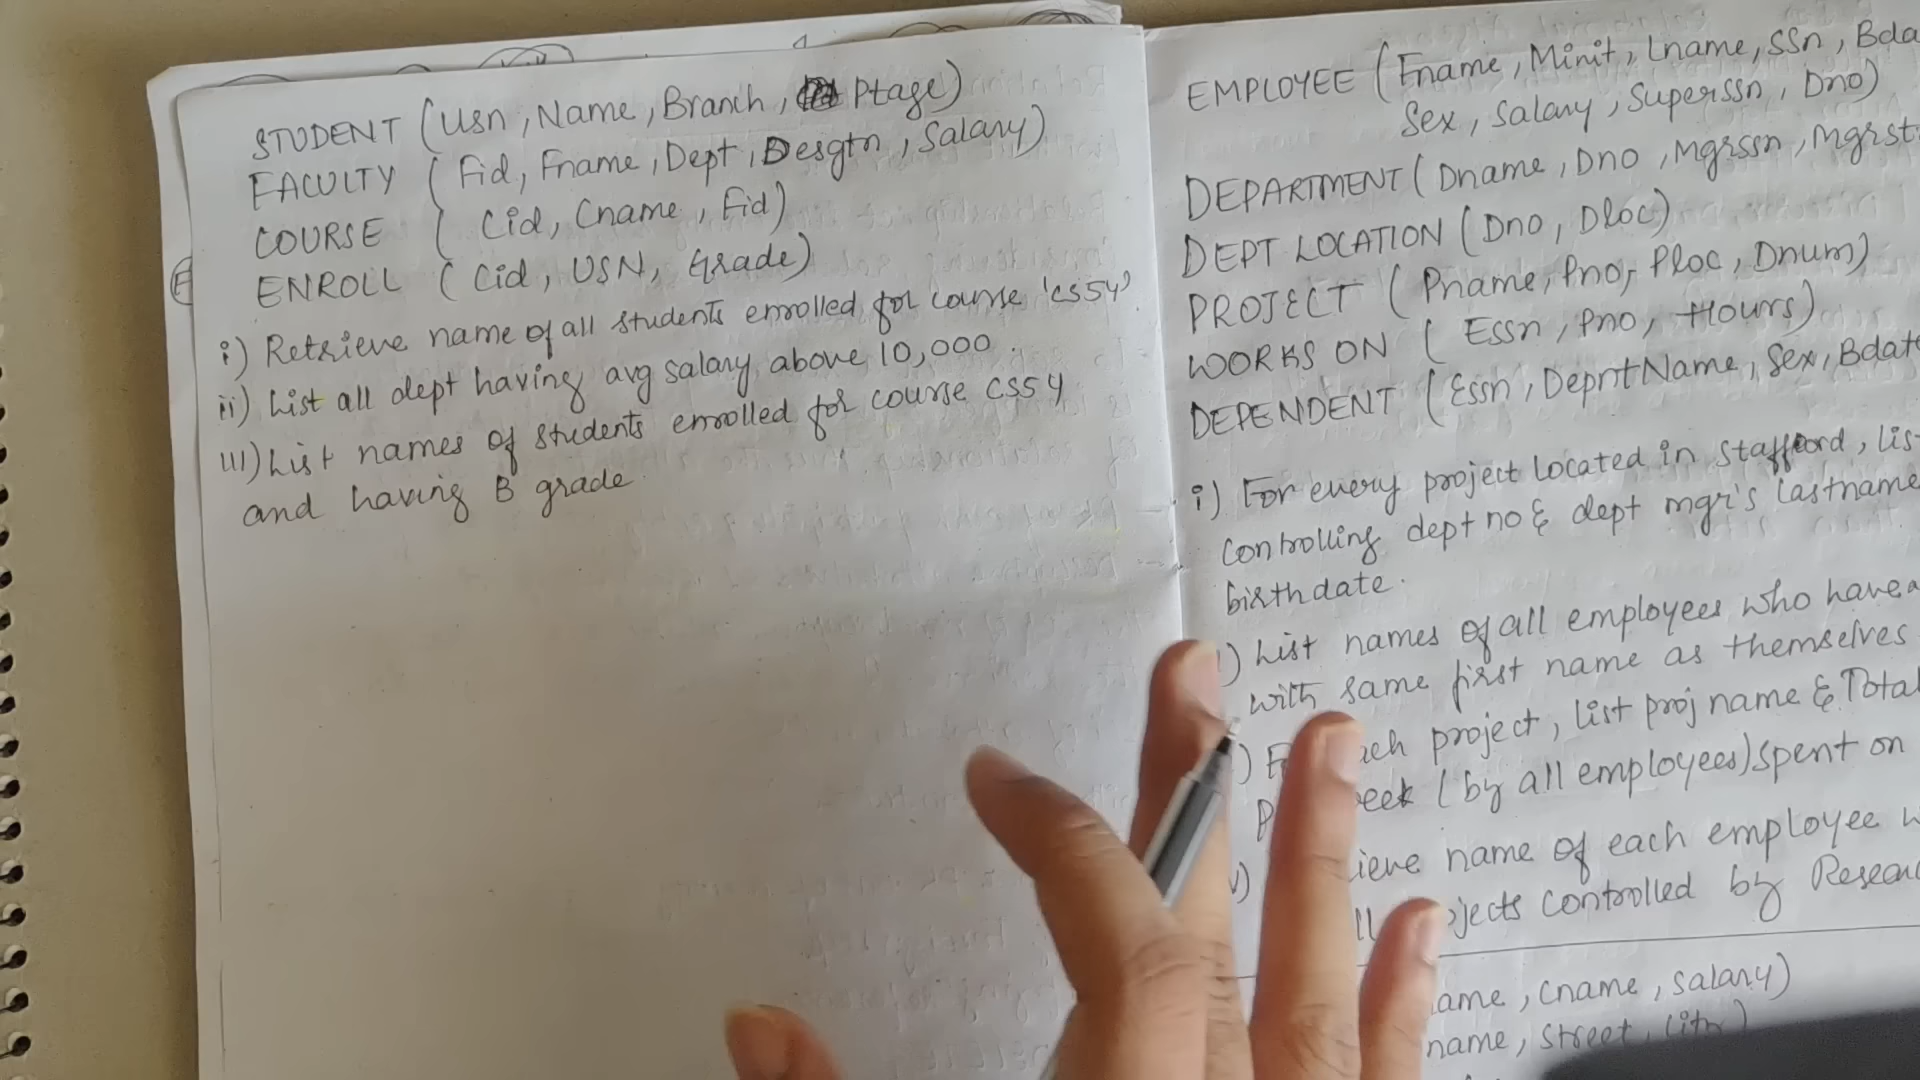 STUDENT (Usn, Name, Branch, Ptage)
FACULTY ( Fid, Fname, Dept, Desgtn, Salary)
COURSE ( Cid, Cname, Fid)
ENROLL ( Cid, USN, Grade)
i) Retrieve name of all students enrolled for course 'CS54'
ii) List all dept having avg salary above 10,000.
iii) List names of students enrolled for course CS54
and having B grade.
EMPLOYEE (Fname, Minit, Lname, SSn, Bda
Sex, Salary, Superssn, Dno)
DEPARTMENT ( Dname, Dno, Mgrssn, Mgrst
DEPT LOCATION ( Dno, Dloc)
PROJECT ( Pname, Pno, Ploc, Dnum)
WORKS ON ( Essn, Pno, Hours)
DEPENDENT ( Essn, DepntName, Sex, Bdat
i) For every project located in Stafford, lis
controlling dept no & dept mgr's lastname
birthdate.
) List names of all employees who have a
with same first name as themselves
) project, list proj name & Total
(by all employees) spent on
name of each employee
controlled by
cname, salary)
name, street, city)